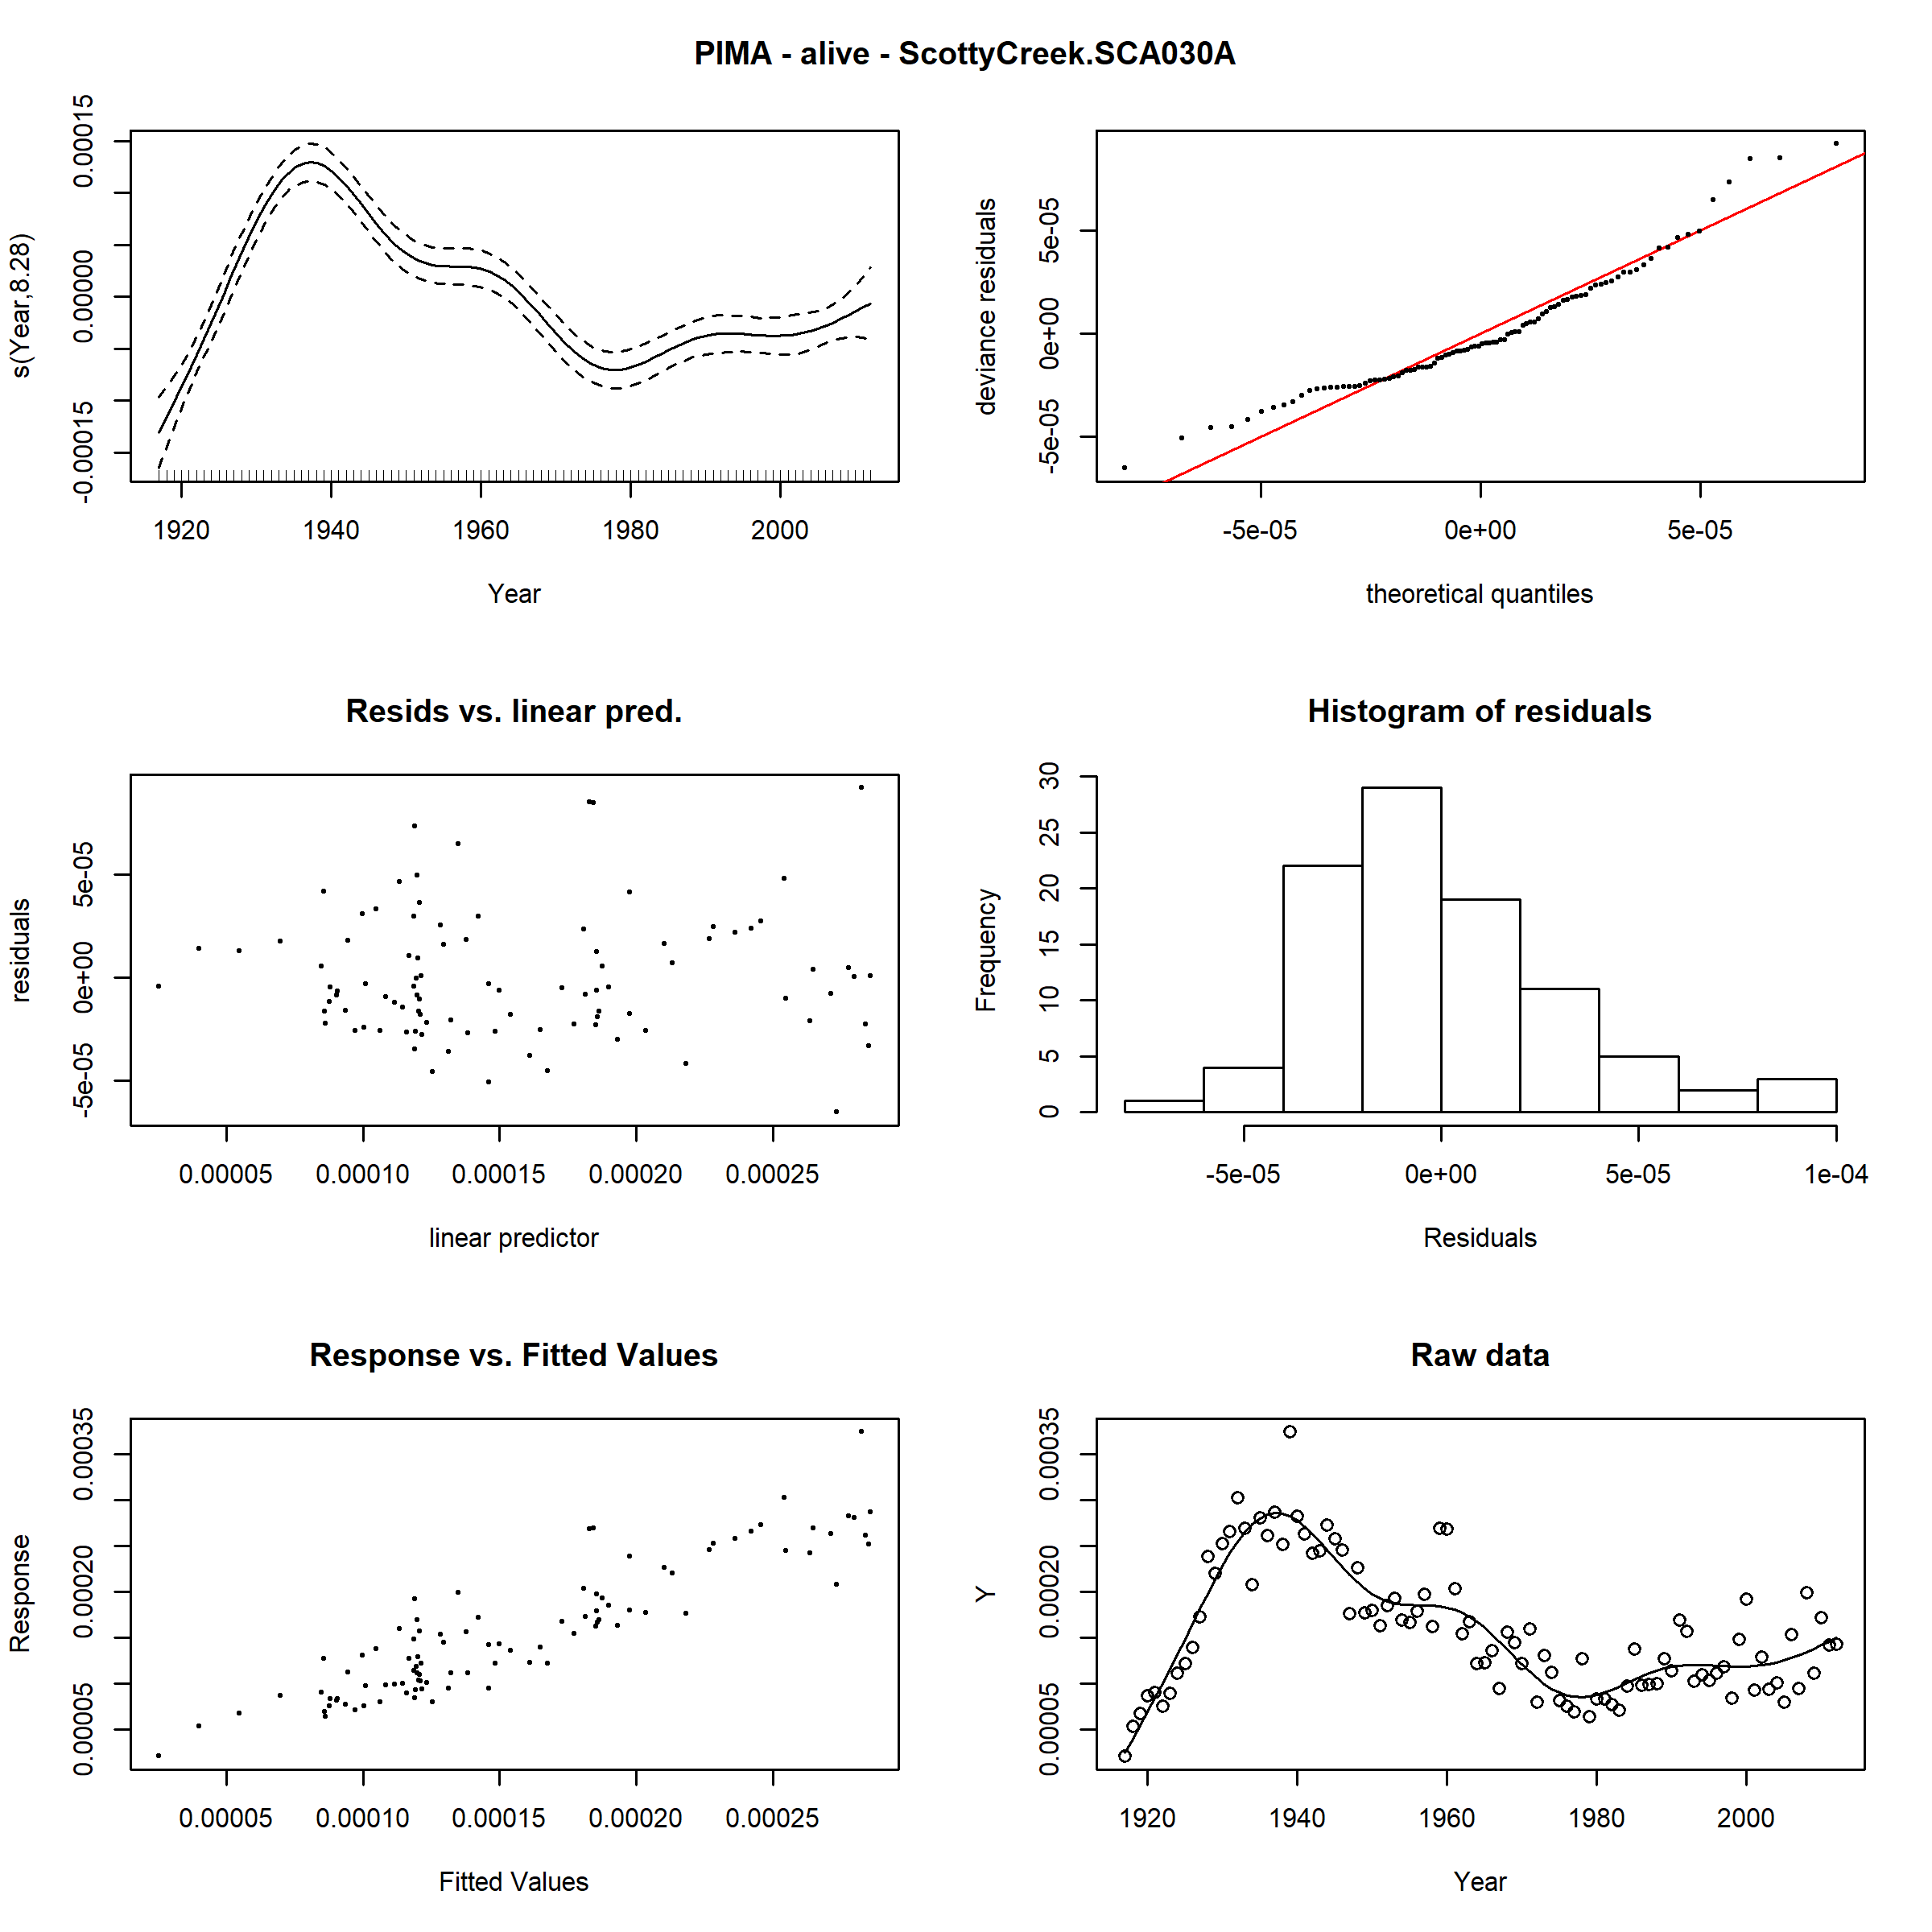 PIMA - alive - ScottyCreek.SCA030A
s(Year,8.28)
-0.00015 0.00000 0.00015
1920 1940 1960 1980 2000
Year
deviance residuals
-5e-05 0e+00 5e-05
-5e-05 0e+00 5e-05
theoretical quantiles
Resids vs. linear pred.
residuals
-5e-05 0e+00 5e-05
0.00005 0.00010 0.00015 0.00020 0.00025
linear predictor
Histogram of residuals
Frequency
0 5 10 15 20 25 30
-5e-05 0e+00 5e-05 1e-04
Residuals
Response vs. Fitted Values
Response
0.00005 0.00020 0.00035
0.00005 0.00010 0.00015 0.00020 0.00025
Fitted Values
Raw data
Y
0.00005 0.00020 0.00035
1920 1940 1960 1980 2000
Year